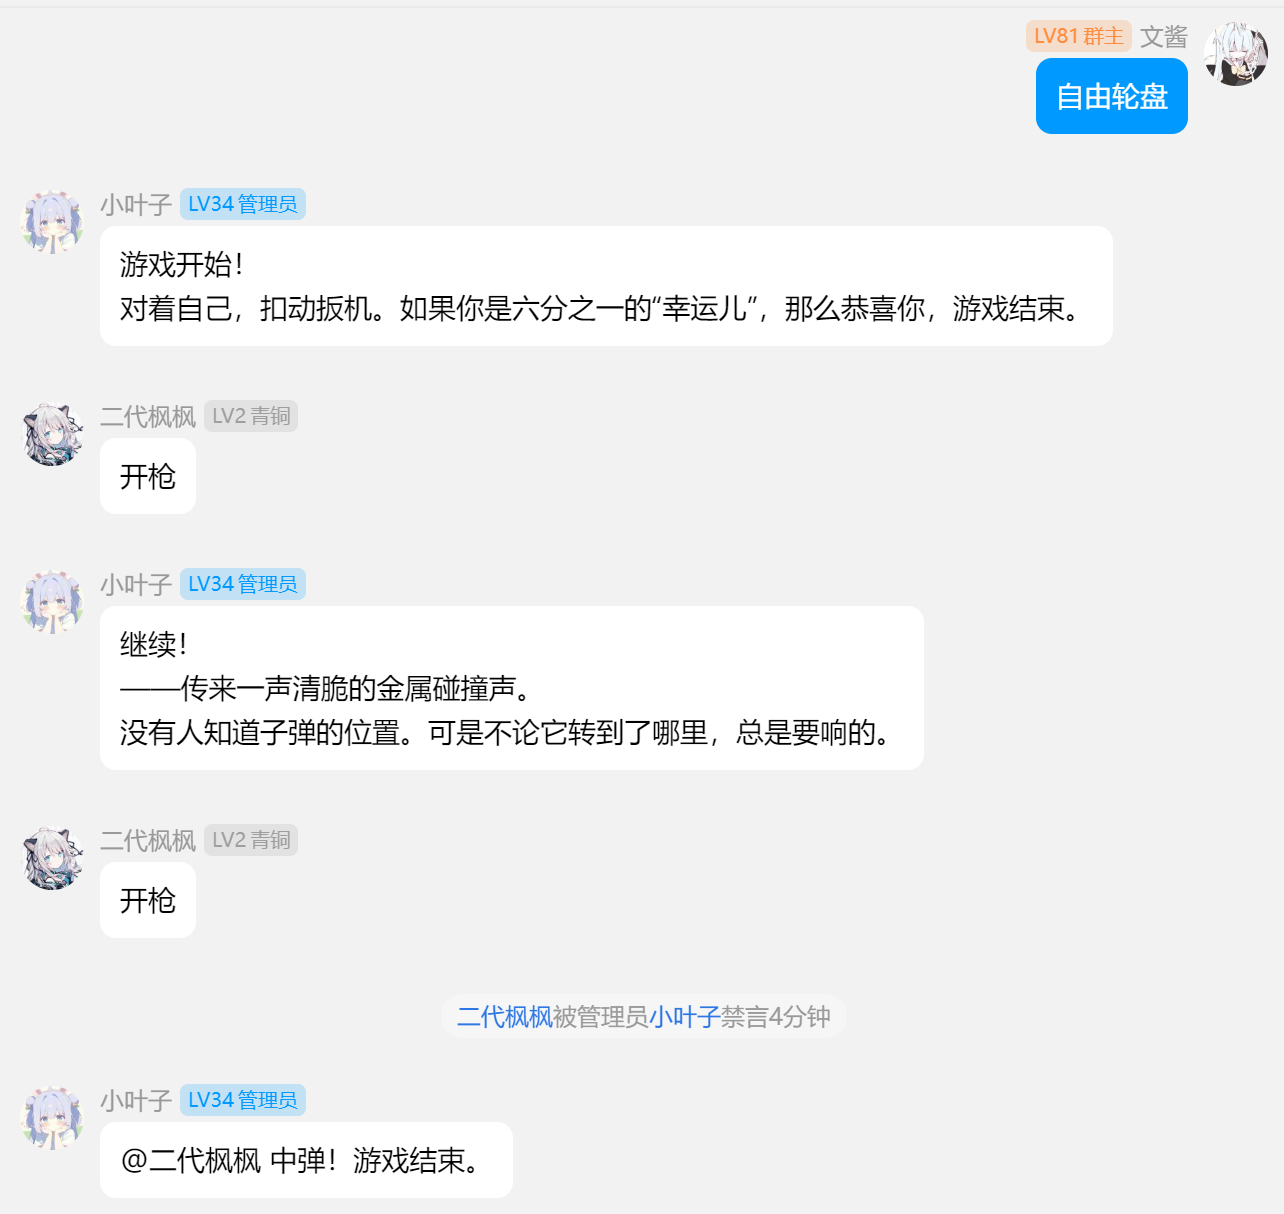 LV81 群主 文酱
自由轮盘
小叶子 LV34 管理员
游戏开始！
对着自己，扣动扳机。如果你是六分之一的“幸运儿”，那么恭喜你，游戏结束。
二代枫枫 LV2 青铜
开枪
小叶子 LV34 管理员
继续！
——传来一声清脆的金属碰撞声。
没有人知道子弹的位置。可是不论它转到了哪里，总是要响的。
二代枫枫 LV2 青铜
开枪
二代枫枫被管理员小叶子禁言4分钟
小叶子 LV34 管理员
@二代枫枫 中弹！游戏结束。